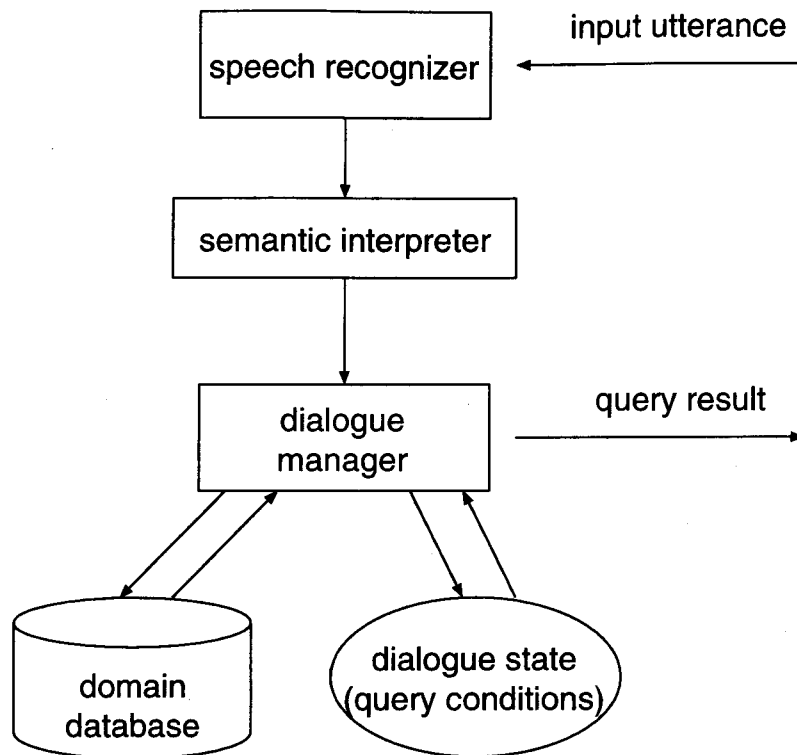 input utterance
speech recognizer
semantic interpreter
dialogue
manager
query result
domain
database
dialogue state
(query conditions)